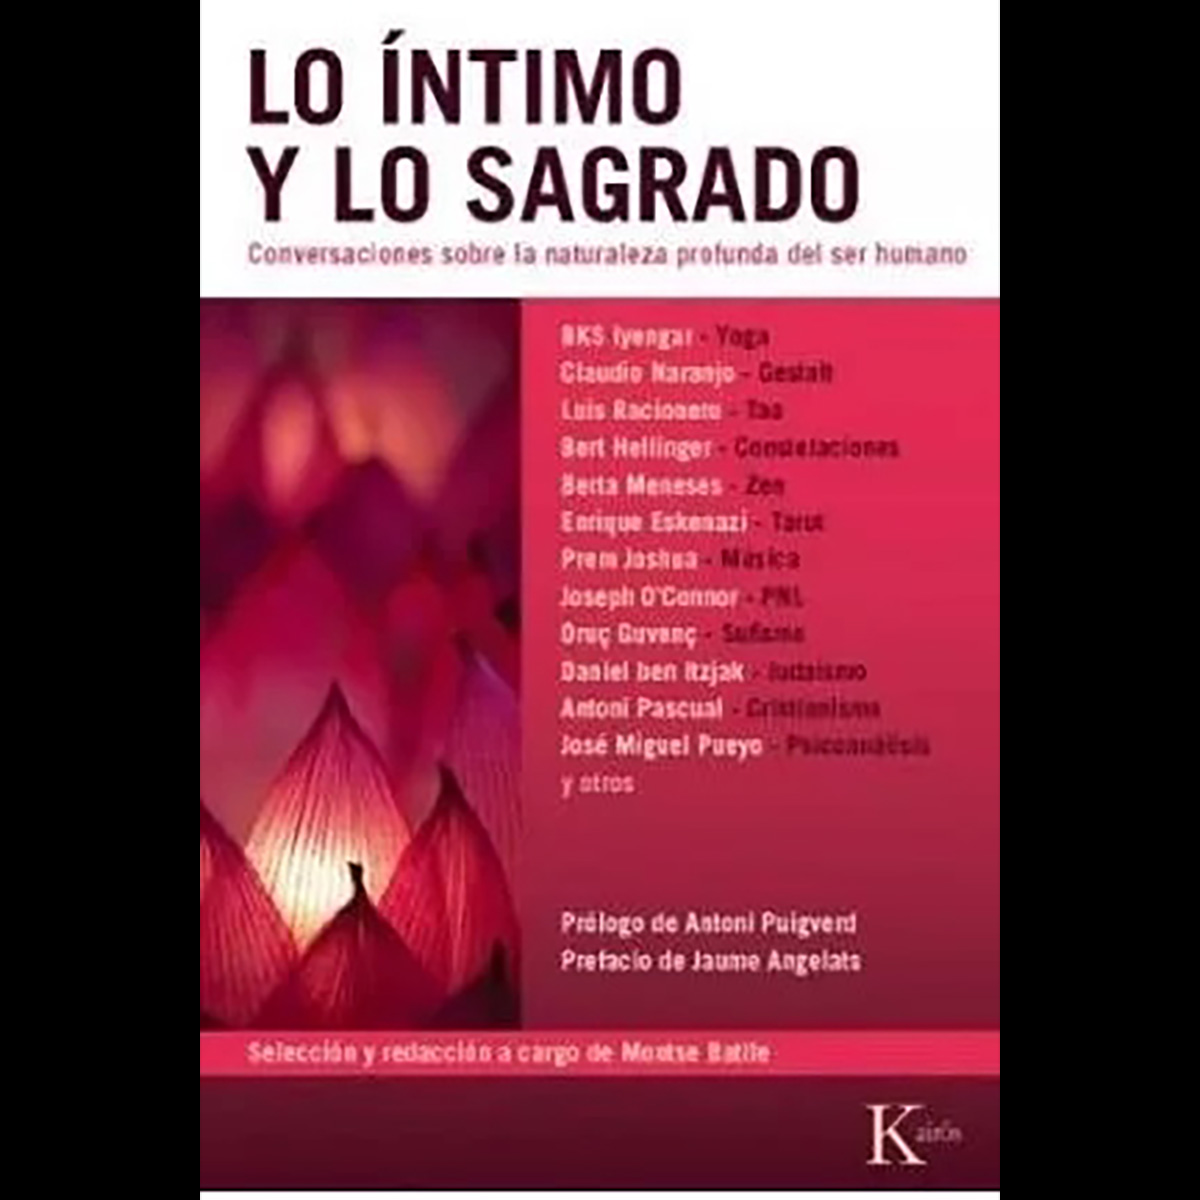 LO ÍNTIMO
Y LO SAGRADO
Conversaciones sobre la naturaleza profunda del ser humano
BKS Iyengar - Yoga
Claudio Naranjo - Gestalt
Luis Racionero - Tao
Bert Hellinger - Constelaciones
Berta Meneses - Zen
Enrique Eskenazi - Tarot
Prem Joshua - Música
Joseph O'Connor - PNL
Oruç Guvenç - Sufismo
Daniel ben Itzjak - Judaísmo
Antoni Pascual - Cristianismo
José Miguel Pueyo - Psicoanálisis
y otros
Prólogo de Antoni Puigverd
Prefacio de Jaume Angelats
Selección y redacción a cargo de Montse Batlle
Kairós